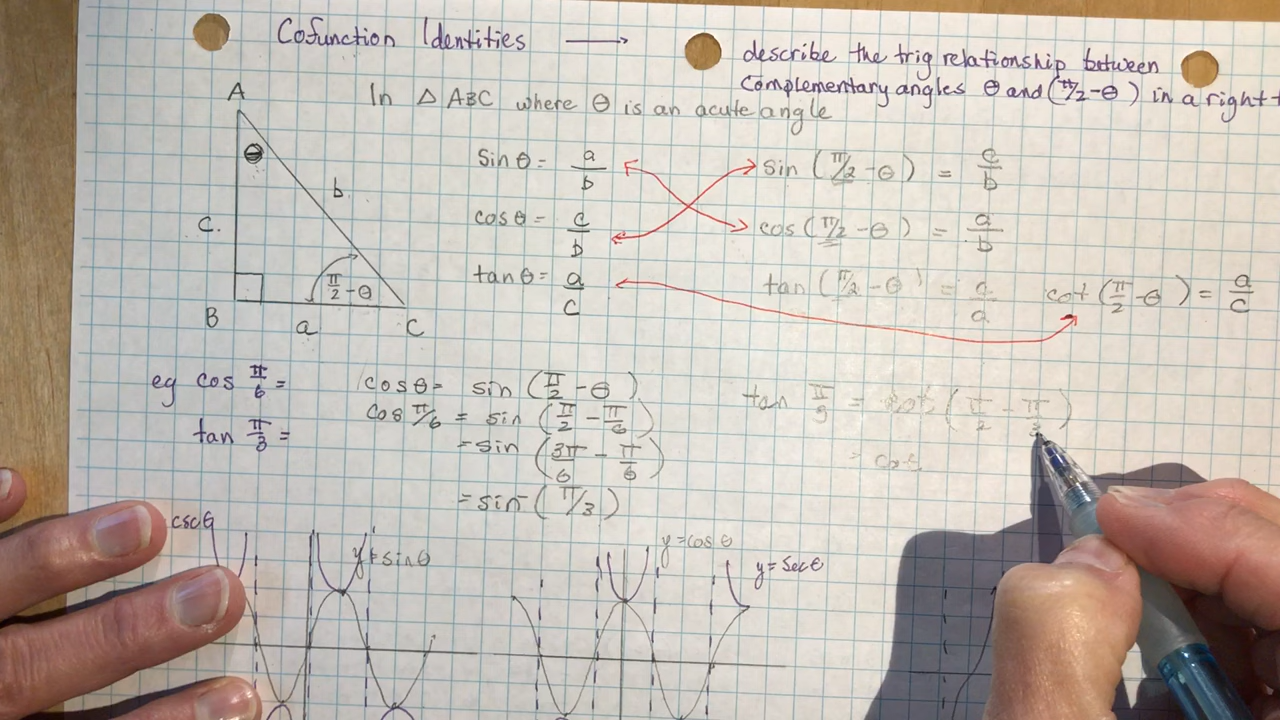 Cofunction Identities →
describe the trig relationship between
complementary angles θ and (π/2 - θ) in a right t
In △ ABC where θ is an acute angle
A
θ
b
C.
π/2 - θ
B
a
C
sin θ = a/b
sin (π/2 - θ) = c/b
cos θ = c/b
cos (π/2 - θ) = a/b
tan θ = a/c
tan (π/2 - θ) = c/a
cot (π/2 - θ) = a/c
eg cos π/6 =
tan π/3 =
cos θ = sin (π/2 - θ)
cos π/6 = sin (π/2 - π/6)
= sin (3π/6 - π/6)
= sin (π/3)
tan π/3 = cot (π/2 - π/3)
= cot
csc θ
y = sin θ
y = cos θ
y = sec θ